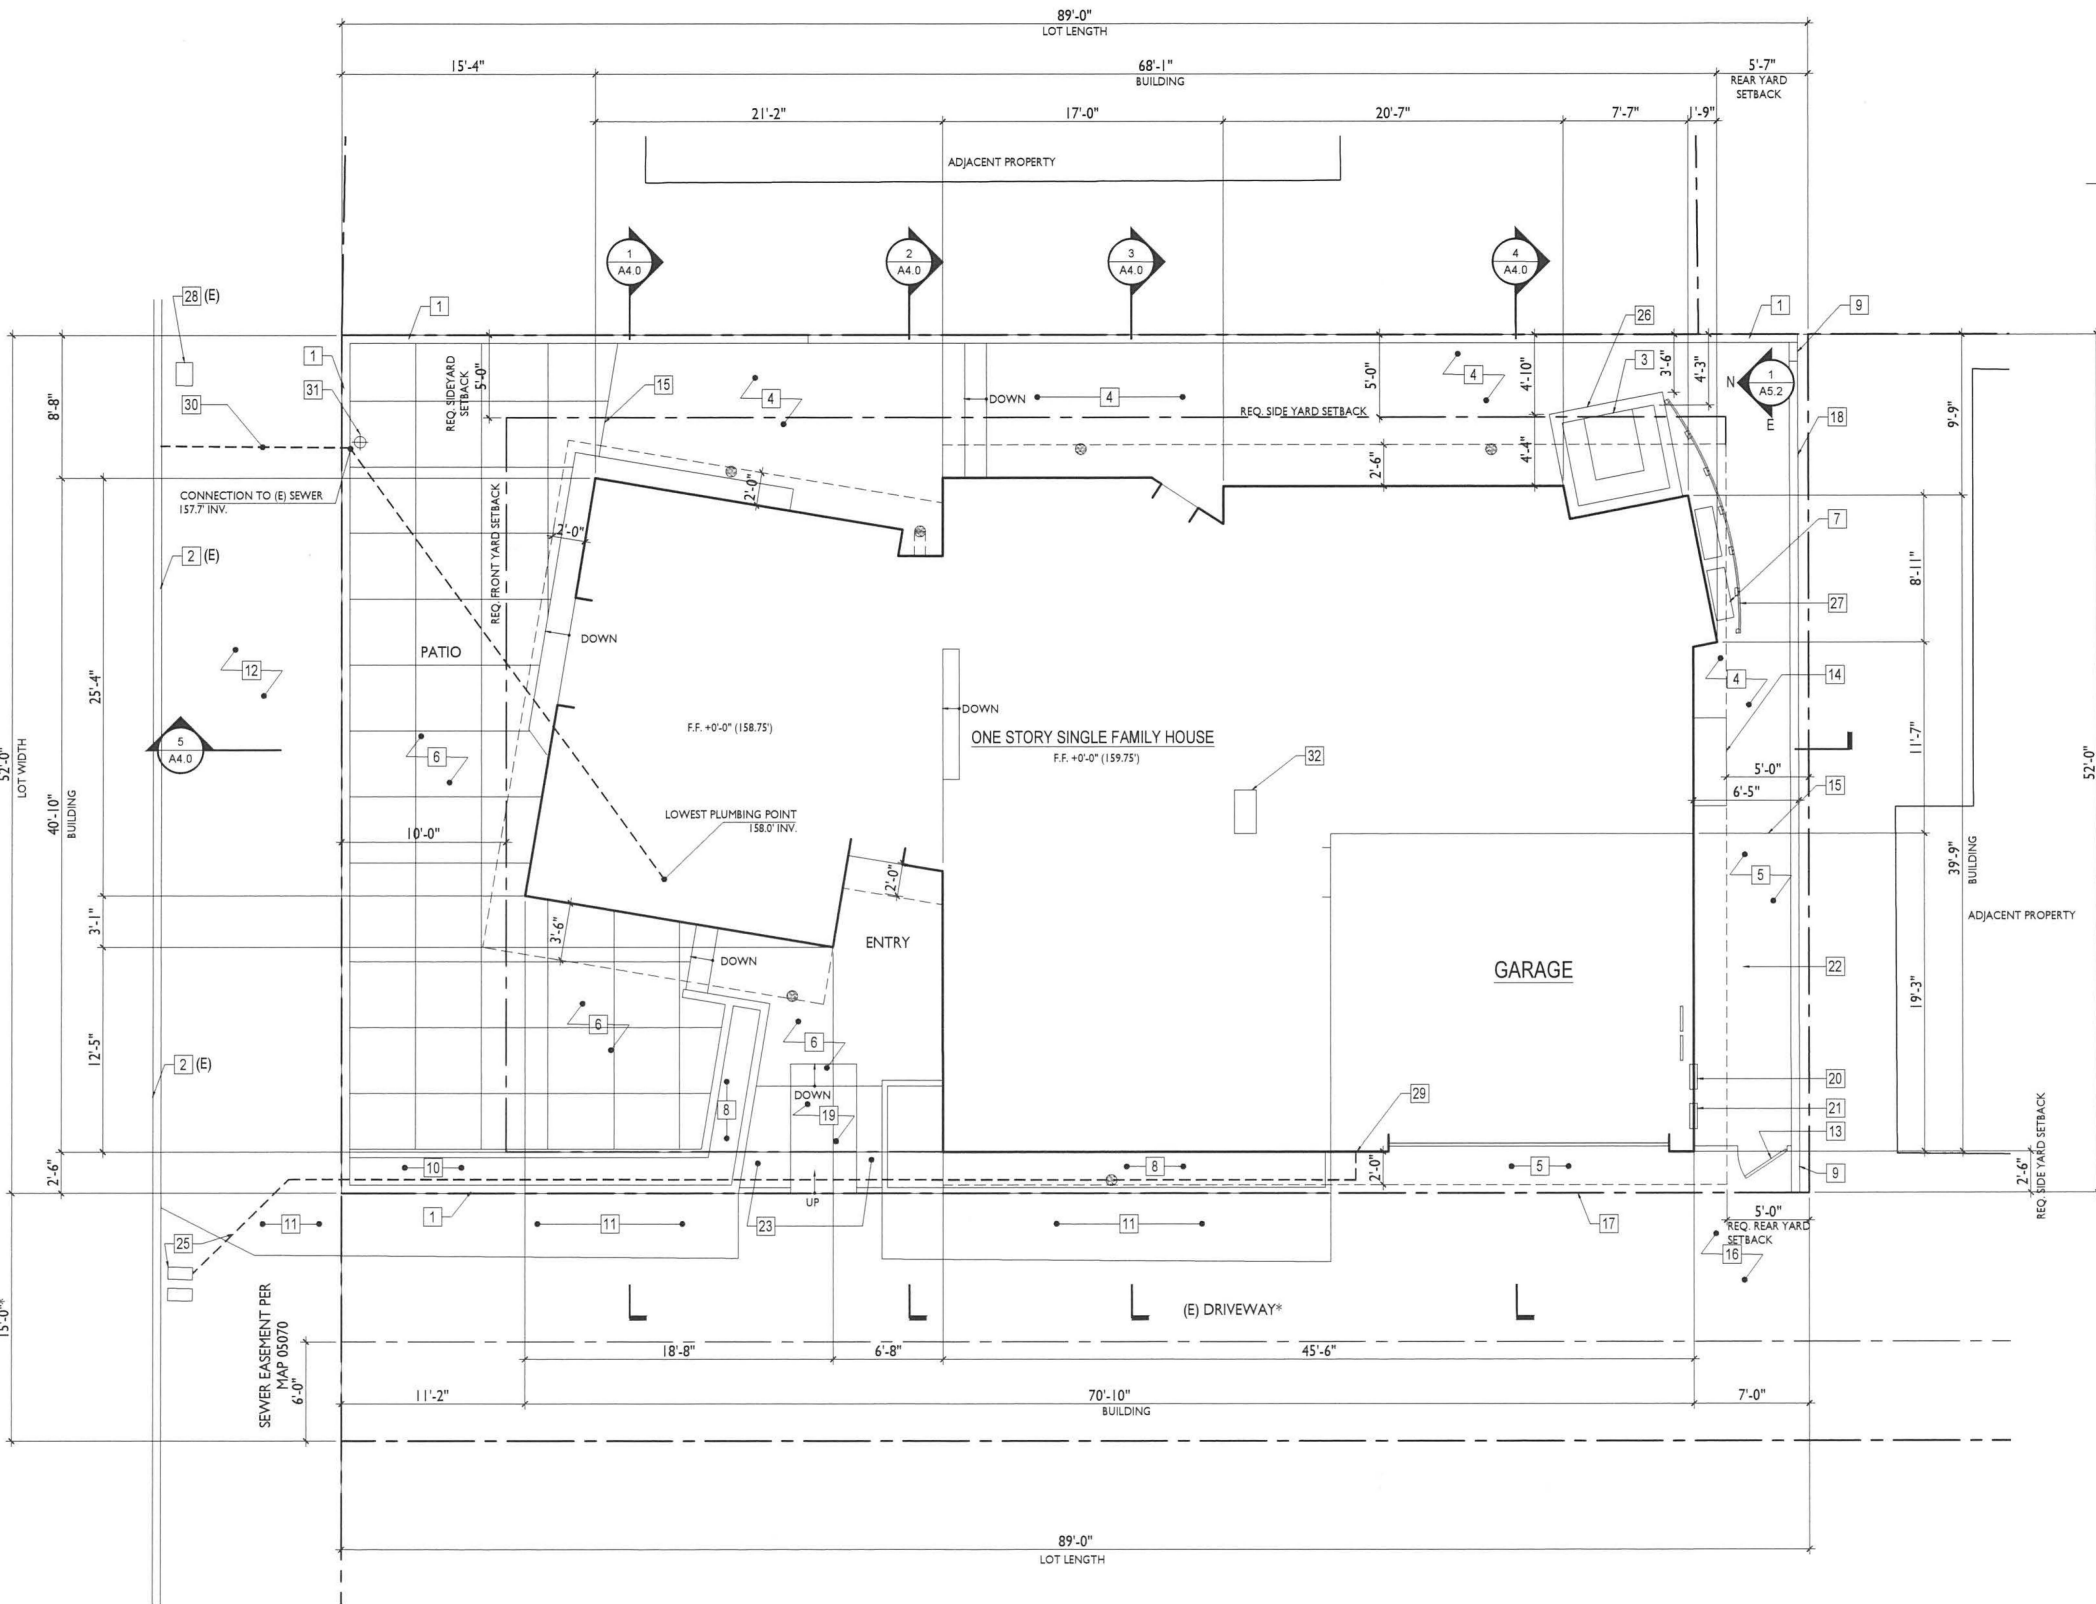 89'-0"
LOT LENGTH
15'-4"
68'-1"
BUILDING
5'-7"
REAR YARD
SETBACK
21'-2"
17'-0"
20'-7"
7'-7"
1'-9"
ADJACENT PROPERTY
1
A4.0
2
A4.0
3
A4.0
4
A4.0
28 (E)
1
26
1
9
1
31
30
REQ. SIDEYARD
SETBACK
5'-0"
15
4
DOWN
4
5'-0"
REQ. SIDE YARD SETBACK
4
4'-10"
3
3'-6"
4'-3"
N
1
A5.2
E
18
8'-8"
9'-9"
CONNECTION TO (E) SEWER
157.7' INV.
REQ. FRONT YARD SETBACK
2'-0"
2'-0"
2'-6"
4'-4"
7
2 (E)
8'-11"
27
DOWN
PATIO
12
25'-4"
4
14
5
A4.0
F.F. +0'-0" (158.75')
DOWN
ONE STORY SINGLE FAMILY HOUSE
F.F. +0'-0" (159.75')
32
6
11'-7"
5'-0"
6'-5"
15
52'-0"
LOT WIDTH
52'-0"
40'-10"
BUILDING
LOWEST PLUMBING POINT
158.0' INV.
10'-0"
2'-0"
5
39'-9"
BUILDING
ADJACENT PROPERTY
3'-1"
3'-6"
ENTRY
DOWN
GARAGE
22
19'-3"
6
6
12'-5"
2 (E)
DOWN
8
19
29
20
21
13
10
2'-6"
8
2'-0"
5
9
2'-6"
REQ. SIDE YARD SETBACK
UP
1
11
11
23
11
17
5'-0"
REQ. REAR YARD
SETBACK
16
25
15'-0"*
SEWER EASEMENT PER
MAP 05070
6'-0"
(E) DRIVEWAY*
18'-8"
6'-8"
45'-6"
11'-2"
70'-10"
BUILDING
7'-0"
89'-0"
LOT LENGTH